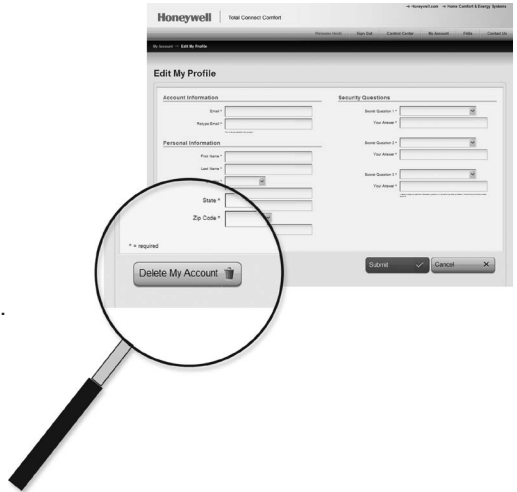 → Honeywell.com → Home Comfort & Energy Systems
Honeywell Total Connect Comfort
Sign Out Contact Center My Account FAQs Contact Us
My Account → Edit My Profile
Edit My Profile
Account Information
Email *
Retype Email *
Personal Information
First Name *
Last Name *
State *
Zip Code *
* = required
Delete My Account
Security Questions
Secret Question 1 *
Your Answer *
Secret Question 2 *
Your Answer *
Secret Question 3 *
Your Answer *
Submit
Cancel